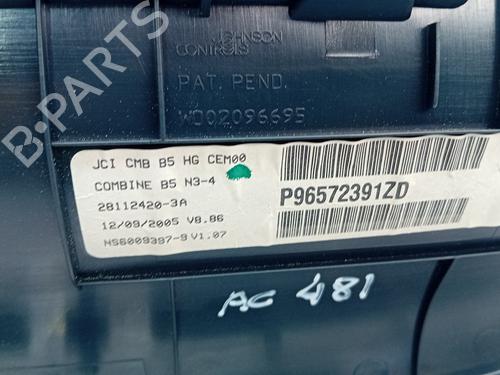 JOHNSON
CONTROLS
PAT. PEND.
WO02096695
JCI CMB B5 HG CEM00
COMBINE B5 N3-4
28112420-3A
12/09/2005 V8.86
NS6009397-9 V1.07
P96572391ZD
AC 481
B-PARTS